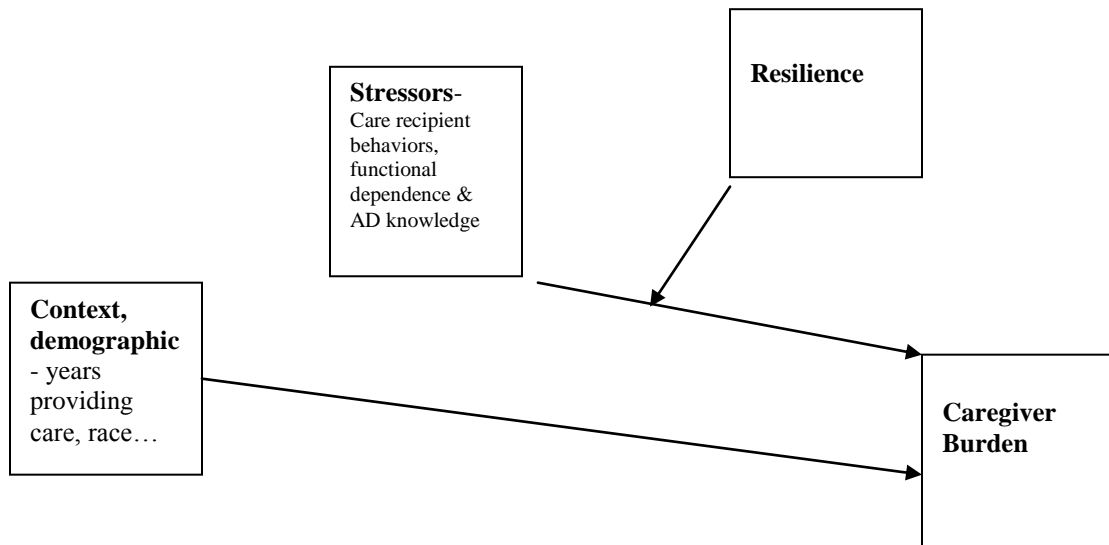 Resilience
Stressors-
Care recipient
behaviors,
functional
dependence &
AD knowledge
Context,
demographic
- years
providing
care, race…
Caregiver
Burden